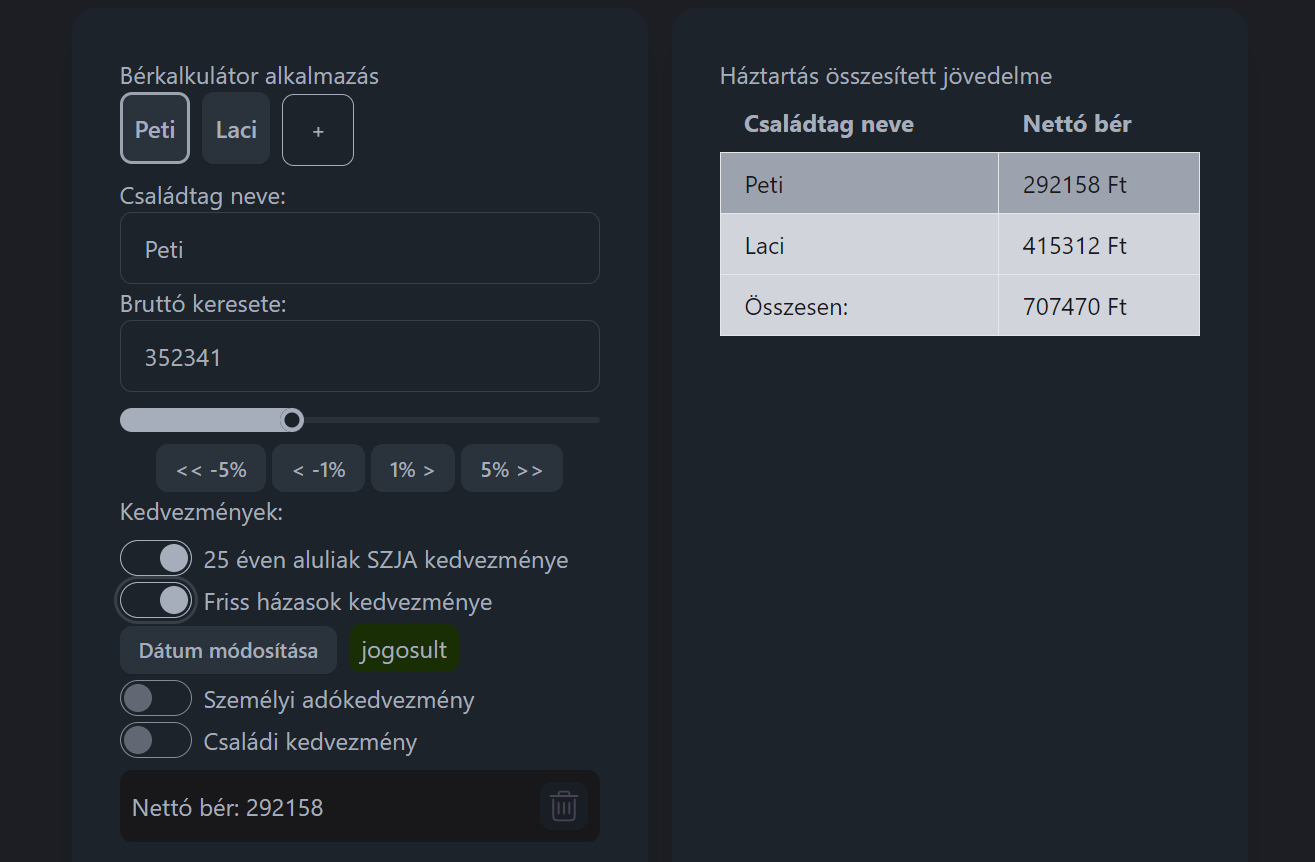 Bérkalkulátor alkalmazás
Peti Laci +
Családtag neve:
Peti
Bruttó keresete:
352341
<< -5% < -1% 1% > 5% >>
Kedvezmények:
25 éven aluliak SZJA kedvezménye
Friss házasok kedvezménye
Dátum módosítása jogosult
Személyi adókedvezmény
Családi kedvezmény
Nettó bér: 292158
Háztartás összesített jövedelme
Családtag neve Nettó bér
Peti 292158 Ft
Laci 415312 Ft
Összesen: 707470 Ft